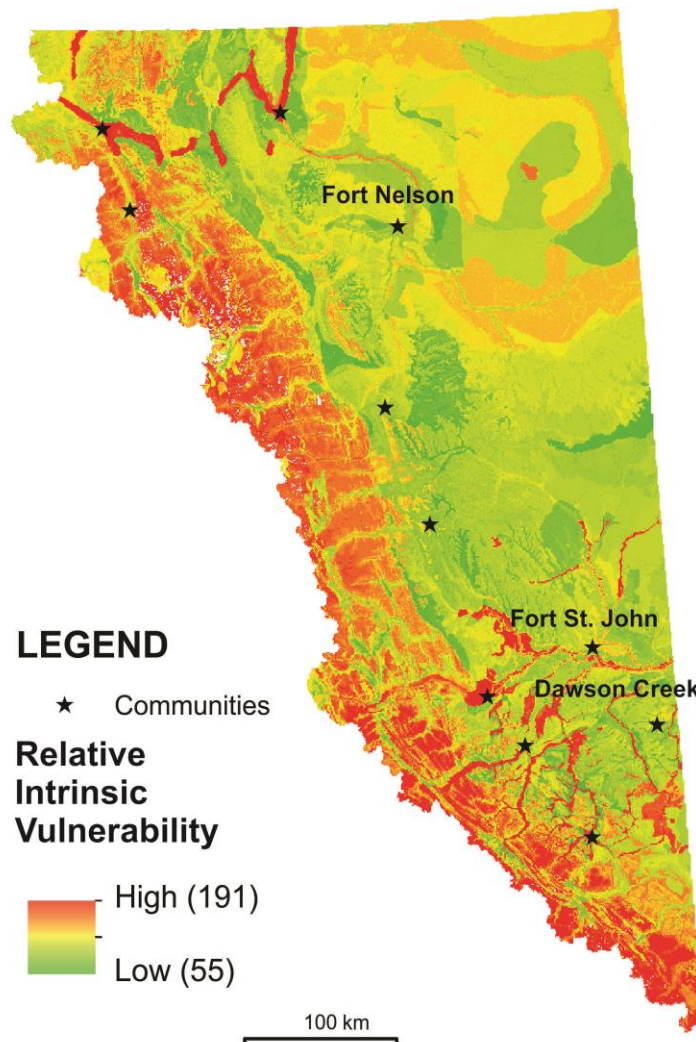 Fort Nelson
Fort St. John
Dawson Creek
LEGEND
Communities
Relative
Intrinsic
Vulnerability
High (191)
Low (55)
100 km